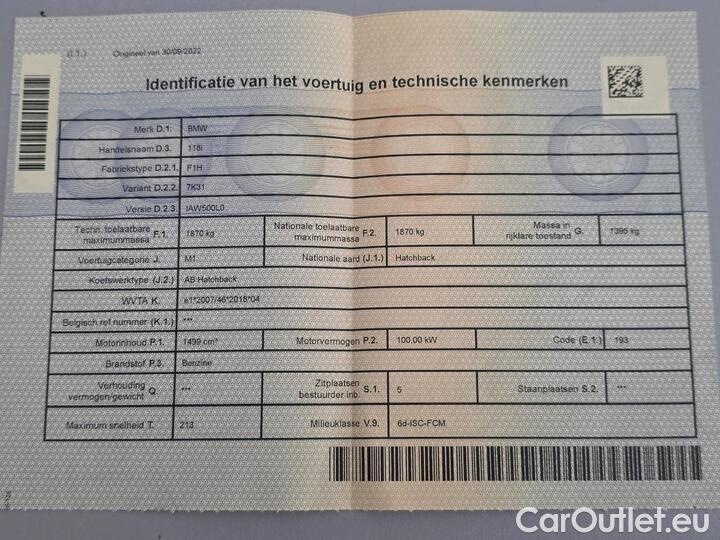 (I.1.) Origineel van 30/09/2022
Identificatie van het voertuig en technische kenmerken
Merk D.1. BMW
Handelsnaam D.3. 118i
Fabriekstype D.2.1. F1H
Variant D.2.2. 7K31
Versie D.2.3. IAW500L0
Techn. toelaatbare maximummassa F.1. 1870 kg Nationale toelaatbare maximummassa F.2. 1870 kg Massa in rijklare toestand G. 1395 kg
Voertuigcategorie J. M1 Nationale aard (J.1.) Hatchback
Koetswerktype (J.2.) AB Hatchback
WVTA K. e1*2007/46*2018*04
Belgisch ref.nummer (K.1.) ***
Motorinhoud P.1. 1499 cm³ Motorvermogen P.2. 100,00 kW Code (E.1.) 193
Brandstof P.3. Benzine
Verhouding vermogen/gewicht Q. *** Zitplaatsen bestuurder inb. S.1. 5 Staanplaatsen S.2. ***
Maximum snelheid T. 213 Milieuklasse V.9. 6d-ISC-FCM
CarOutlet.eu